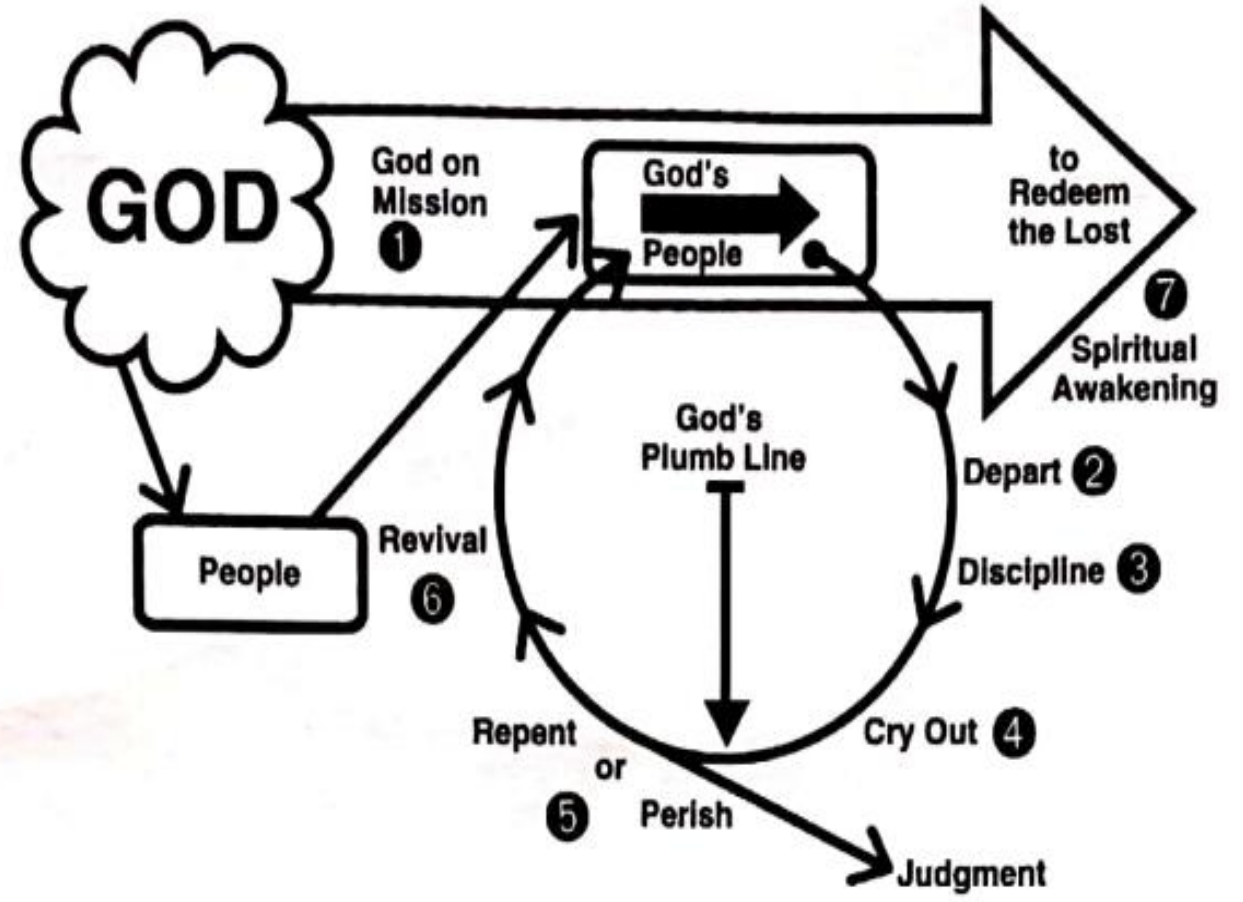 GOD
God on
Mission
1
God's
People
to
Redeem
the Lost
7
Spiritual
Awakening
God's
Plumb Line
Depart 2
Discipline 3
People
Revival
6
Cry Out 4
Repent
or
5 Perish
Judgment